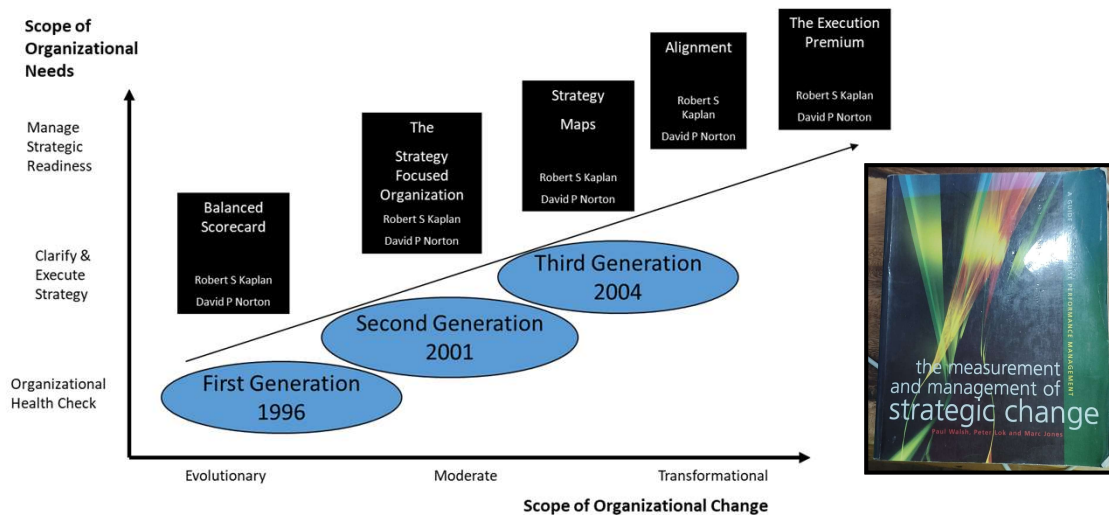 Scope of
Organizational
Needs
Manage
Strategic
Readiness
Clarify &
Execute
Strategy
Organizational
Health Check
Balanced
Scorecard
Robert S Kaplan
David P Norton
The
Strategy
Focused
Organization
Robert S Kaplan
David P Norton
Strategy
Maps
Robert S Kaplan
David P Norton
Alignment
Robert S
Kaplan
David P Norton
The Execution
Premium
Robert S Kaplan
David P Norton
First Generation
1996
Second Generation
2001
Third Generation
2004
Evolutionary
Moderate
Transformational
Scope of Organizational Change
A GUIDE
PERFORMANCE MANAGEMENT
the measurement
and management of
strategic change
Paul Walsh, Peter Lok and Marc Jones